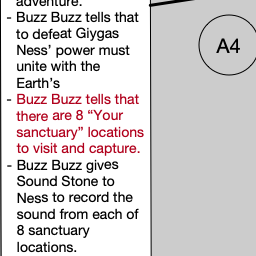 adventure.
- Buzz Buzz tells that
to defeat Giygas
Ness' power must
unite with the
Earth's
- Buzz Buzz tells that
there are 8 “Your
sanctuary” locations
to visit and capture.
- Buzz Buzz gives
Sound Stone to
Ness to record the
sound from each of
8 sanctuary
locations.
A4